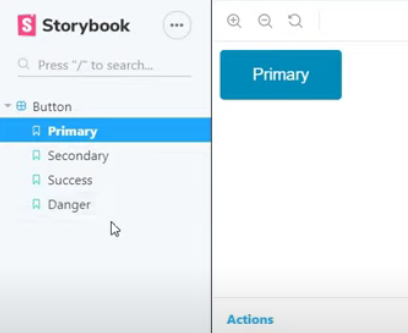 Storybook
Press "/" to search...
Button
Primary
Secondary
Success
Danger
Primary
Actions